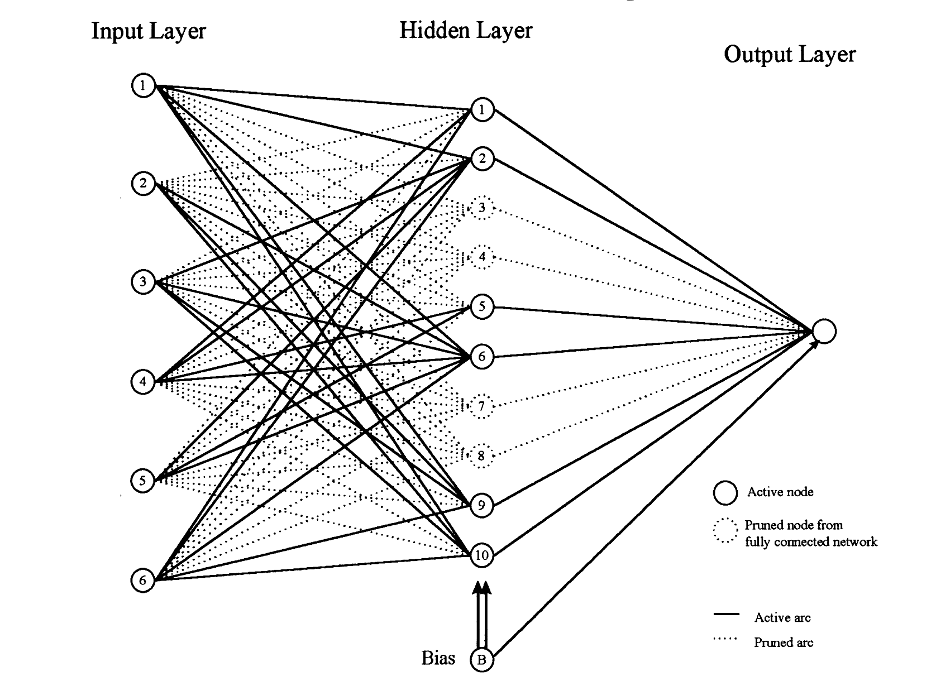 Input Layer
Hidden Layer
Output Layer
1
2
3
4
5
6
1
2
3
4
5
6
7
8
9
10
Bias
B
Active node
Pruned node from
fully connected network
Active arc
Pruned arc